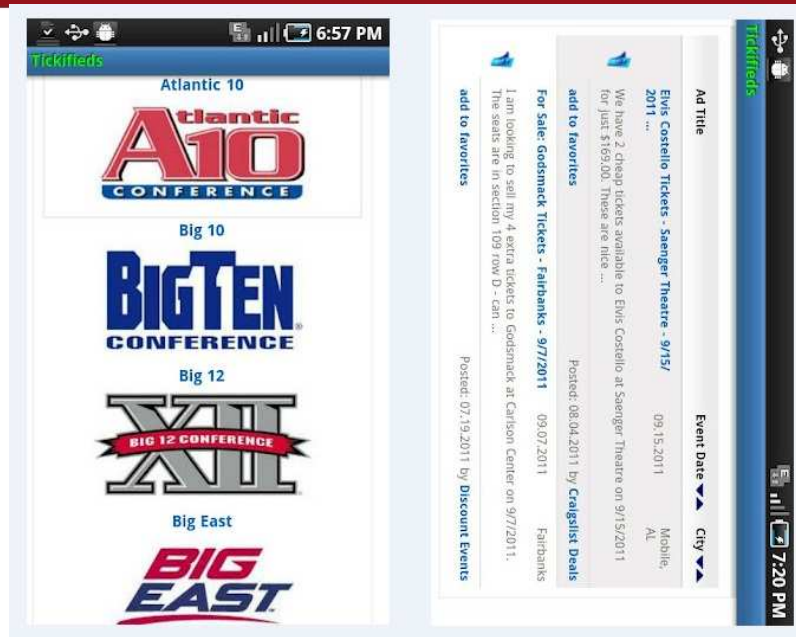 6:57 PM
Tickifieds
Atlantic 10
Atlantic
A10
CONFERENCE
Big 10
BIG TEN
CONFERENCE
Big 12
XII
BIG 12 CONFERENCE
Big East
BIG
EAST
7:20 PM
Tickifieds
Ad Title Event Date City
Elvis Costello Tickets - Saenger Theatre - 9/15/ 09.15.2011 Mobile,
2011 ... AL
We have 2 cheap tickets available to Elvis Costello at Saenger Theatre on 9/15/2011
for just $169.00. These are nice ...
add to favorites Posted: 08.04.2011 by Craigslist Deals
For Sale: Godsmack Tickets - Fairbanks - 9/7/2011 09.07.2011 Fairbanks
I am looking to sell my 4 extra tickets to Godsmack at Carlson Center on 9/7/2011.
The seats are in section 109 row D - can ...
add to favorites Posted: 07.19.2011 by Discount Events